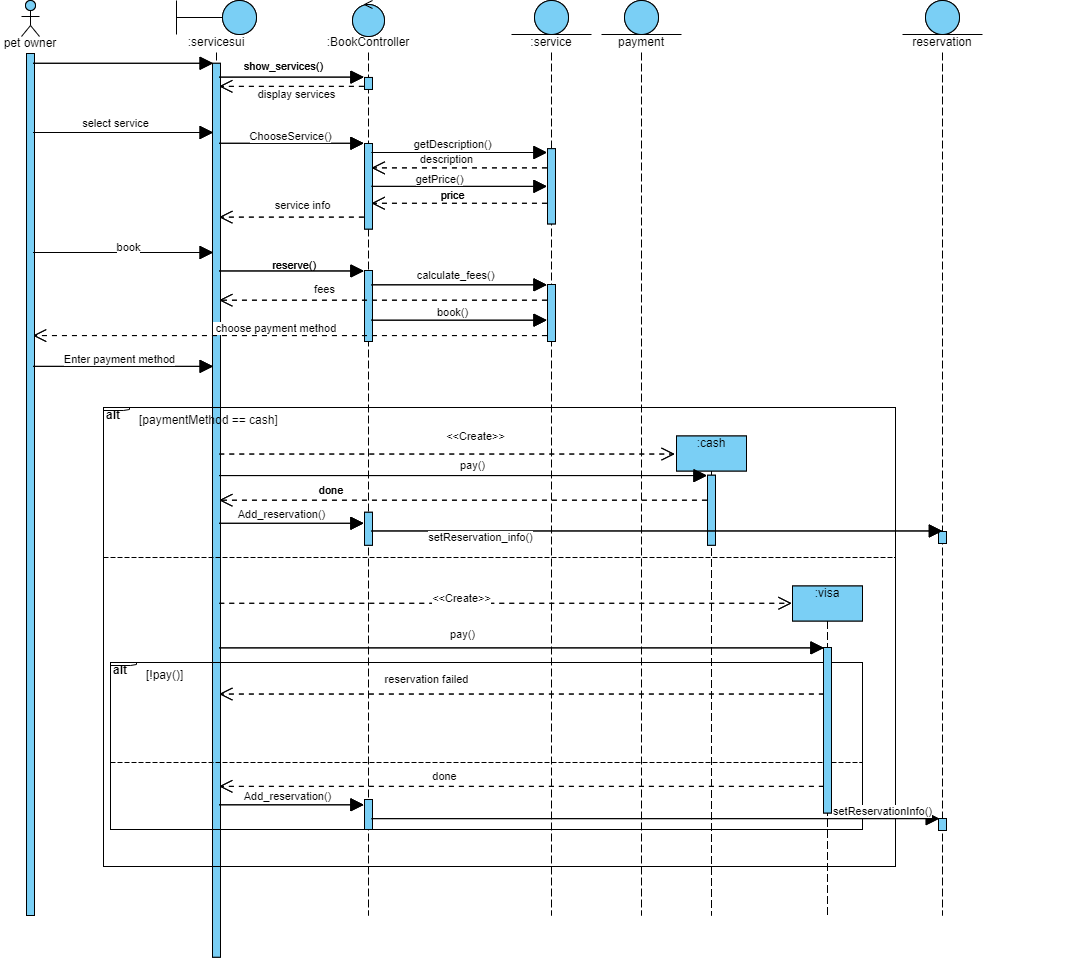 pet owner
:servicesui
:BookController
:service
payment
reservation
show_services()
display services
select service
ChooseService()
getDescription()
description
getPrice()
price
service info
book
reserve()
calculate_fees()
fees
book()
choose payment method
Enter payment method
alt
[paymentMethod == cash]
<<Create>>
:cash
pay()
done
Add_reservation()
setReservation_info()
<<Create>>
:visa
pay()
alt
[!pay()]
reservation failed
done
Add_reservation()
setReservationInfo()